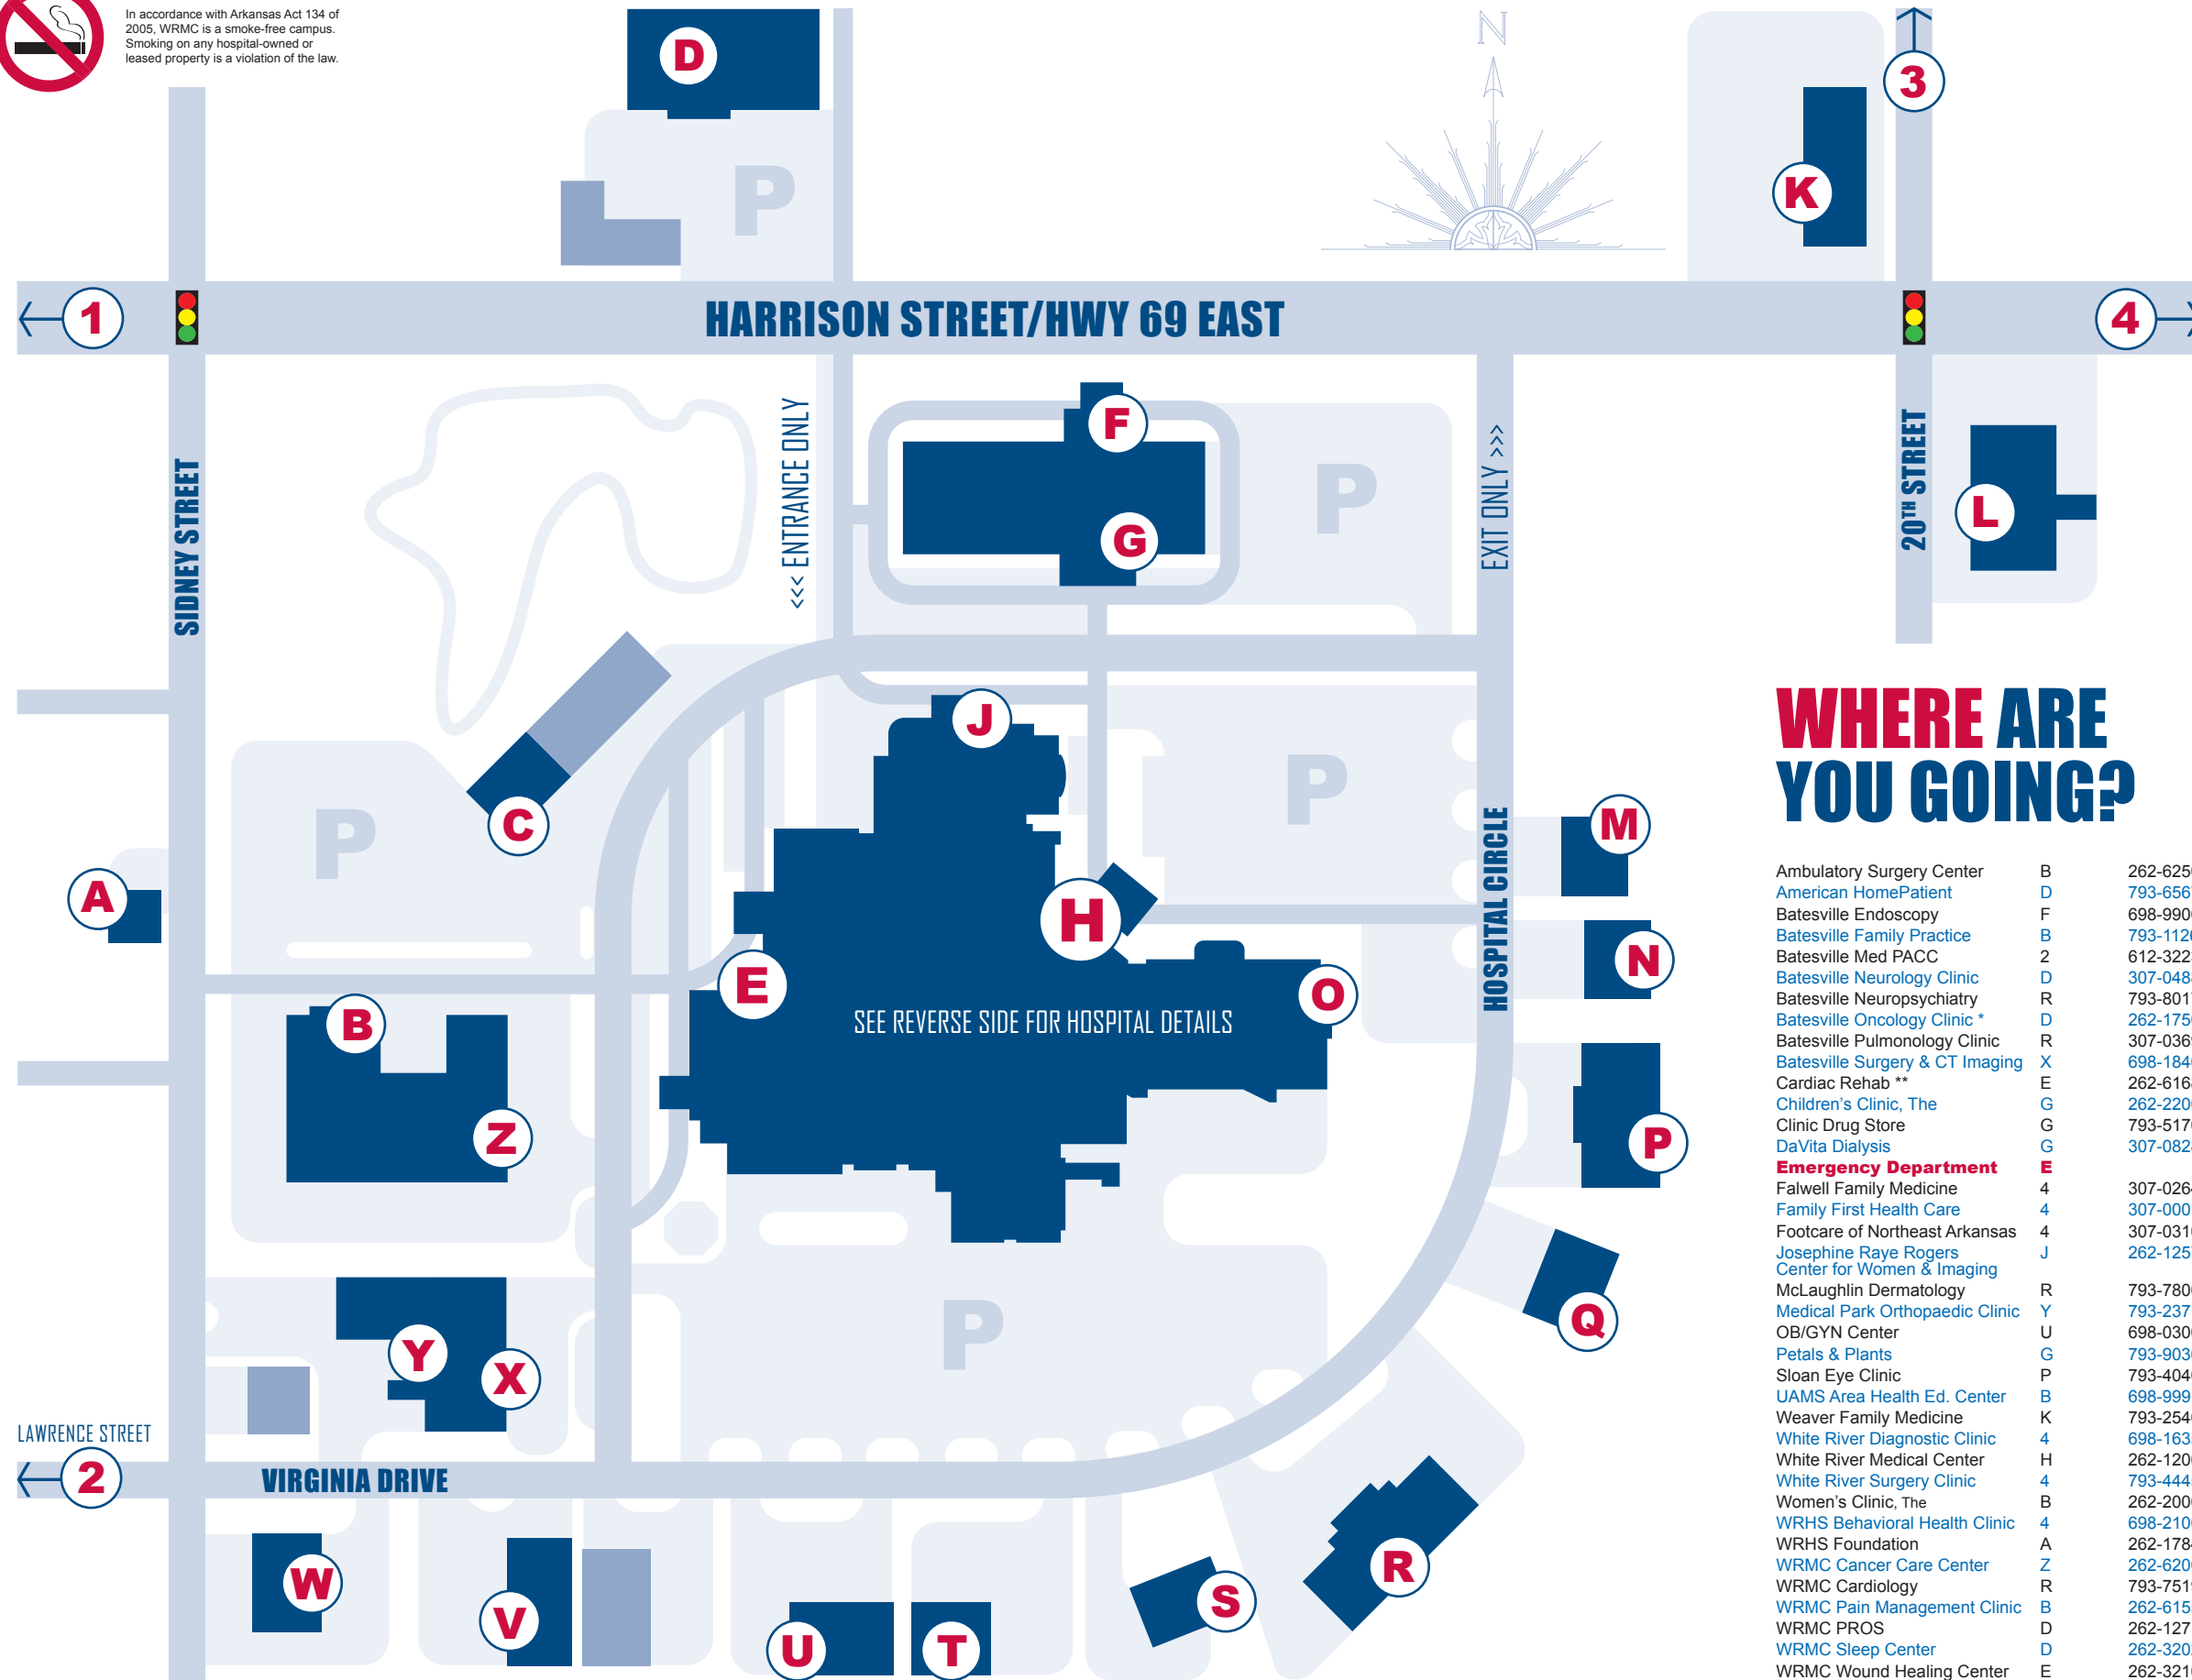 In accordance with Arkansas Act 134 of
2005, WRMC is a smoke-free campus.
Smoking on any hospital-owned or
leased property is a violation of the law.
D
N
3
K
P
1
HARRISON STREET/HWY 69 EAST
4
SIDNEY STREET
<<< ENTRANCE ONLY
F
G
P
EXIT ONLY >>>
20TH STREET
L
J
C
P
P
HOSPITAL CIRCLE
M
A
H
N
E
O
B
SEE REVERSE SIDE FOR HOSPITAL DETAILS
Z
P
Y
X
P
Q
LAWRENCE STREET
2
VIRGINIA DRIVE
W
V
U
T
S
R
WHERE ARE
YOU GOING?
Ambulatory Surgery Center B
American HomePatient D
Batesville Endoscopy F
Batesville Family Practice B
Batesville Med PACC 2
Batesville Neurology Clinic D
Batesville Neuropsychiatry R
Batesville Oncology Clinic * D
Batesville Pulmonology Clinic R
Batesville Surgery & CT Imaging X
Cardiac Rehab ** E
Children's Clinic, The G
Clinic Drug Store G
DaVita Dialysis G
Emergency Department E
Falwell Family Medicine 4
Family First Health Care 4
Footcare of Northeast Arkansas 4
Josephine Raye Rogers J
Center for Women & Imaging
McLaughlin Dermatology R
Medical Park Orthopaedic Clinic Y
OB/GYN Center U
Petals & Plants G
Sloan Eye Clinic P
UAMS Area Health Ed. Center B
Weaver Family Medicine K
White River Diagnostic Clinic 4
White River Medical Center H
White River Surgery Clinic 4
Women's Clinic, The B
WRHS Behavioral Health Clinic 4
WRHS Foundation A
WRMC Cancer Care Center Z
WRMC Cardiology R
WRMC Pain Management Clinic B
WRMC PROS D
WRMC Sleep Center D
WRMC Wound Healing Center E